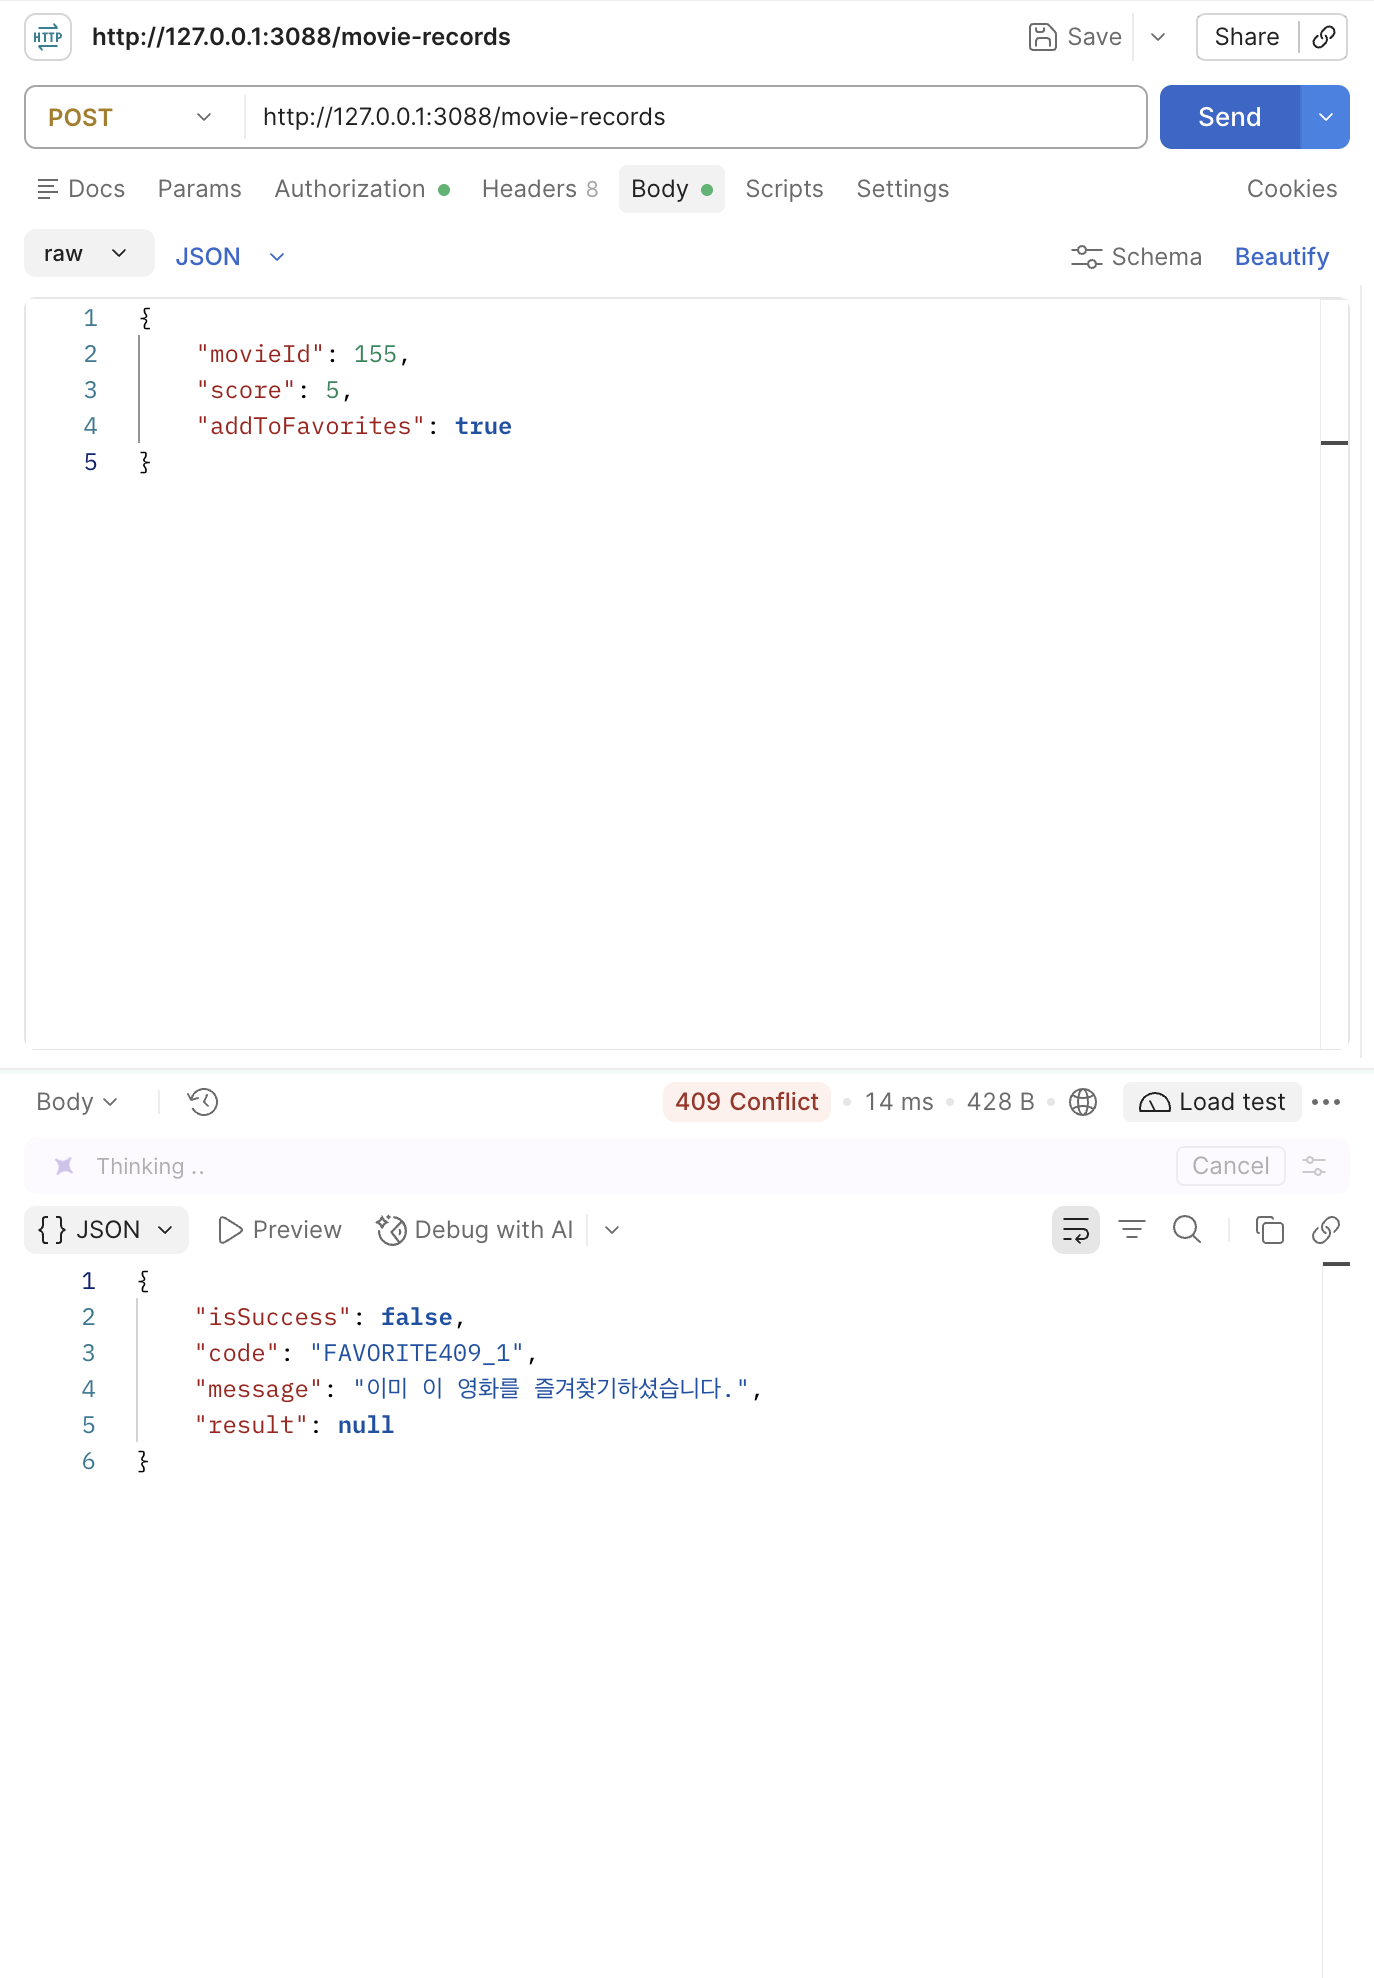 HTTP http://127.0.0.1:3088/movie-records Save Share
POST http://127.0.0.1:3088/movie-records Send
Docs Params Authorization Headers 8 Body Scripts Settings Cookies
raw JSON Schema Beautify
1 {
2 "movieId": 155,
3 "score": 5,
4 "addToFavorites": true
5 }
Body 409 Conflict • 14 ms • 428 B • Load test
Thinking .. Cancel
{} JSON Preview Debug with AI
1 {
2 "isSuccess": false,
3 "code": "FAVORITE409_1",
4 "message": "이미 이 영화를 즐겨찾기하셨습니다.",
5 "result": null
6 }